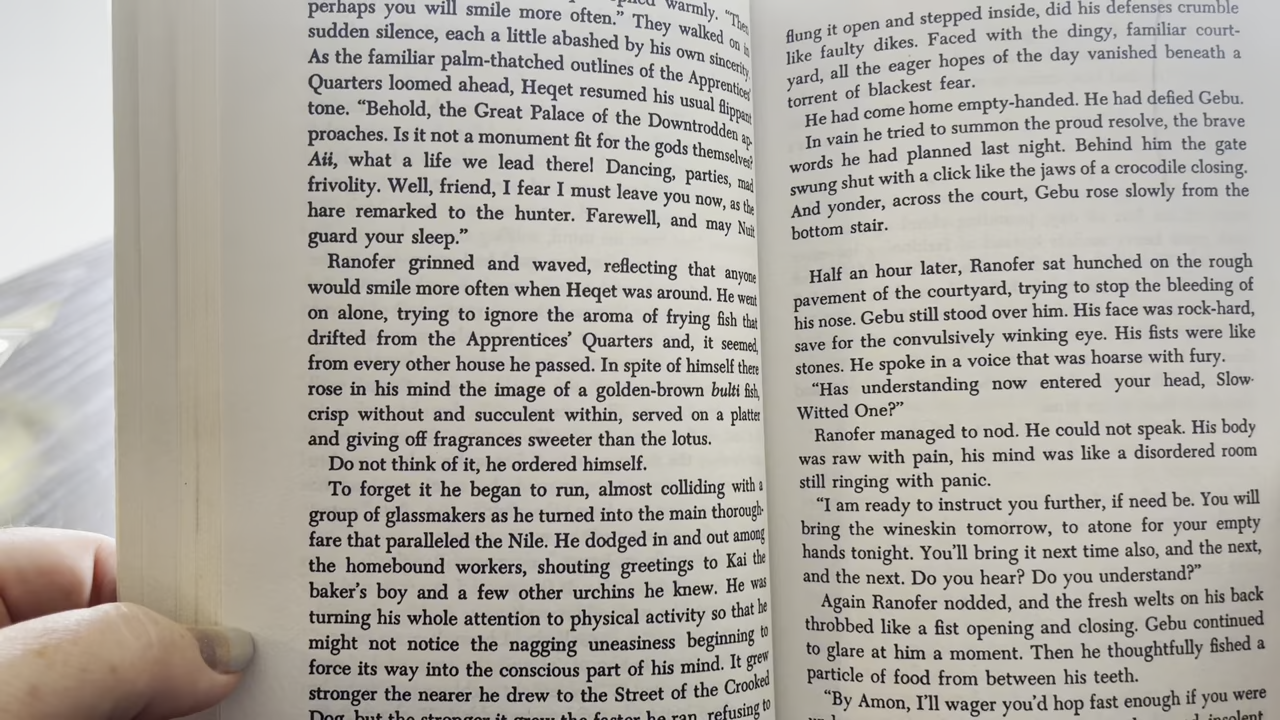 warmly. "Then
perhaps you will smile more often." They walked on in
sudden silence, each a little abashed by his own sincerity.
As the familiar palm-thatched outlines of the Apprentices'
Quarters loomed ahead, Heqet resumed his usual flippant
tone. "Behold, the Great Palace of the Downtrodden ap-
proaches. Is it not a monument fit for the gods themselves?
Aii, what a life we lead there! Dancing, parties, mad
frivolity. Well, friend, I fear I must leave you now, as the
hare remarked to the hunter. Farewell, and may Nuit
guard your sleep."
Ranofer grinned and waved, reflecting that anyone
would smile more often when Heqet was around. He went
on alone, trying to ignore the aroma of frying fish that
drifted from the Apprentices' Quarters and, it seemed,
from every other house he passed. In spite of himself there
rose in his mind the image of a golden-brown bulti fish,
crisp without and succulent within, served on a platter
and giving off fragrances sweeter than the lotus.
Do not think of it, he ordered himself.
To forget it he began to run, almost colliding with a
group of glassmakers as he turned into the main thorough-
fare that paralleled the Nile. He dodged in and out among
the homebound workers, shouting greetings to Kai the
baker's boy and a few other urchins he knew. He was
turning his whole attention to physical activity so that he
might not notice the nagging uneasiness beginning to
force its way into the conscious part of his mind. It grew
stronger the nearer he drew to the Street of the Crooked
Dog, but the stronger it grew the faster he ran, refusing to
flung it open and stepped inside, did his defenses crumble
like faulty dikes. Faced with the dingy, familiar court-
yard, all the eager hopes of the day vanished beneath a
torrent of blackest fear.
He had come home empty-handed. He had defied Gebu.
In vain he tried to summon the proud resolve, the brave
words he had planned last night. Behind him the gate
swung shut with a click like the jaws of a crocodile closing.
And yonder, across the court, Gebu rose slowly from the
bottom stair.
Half an hour later, Ranofer sat hunched on the rough
pavement of the courtyard, trying to stop the bleeding of
his nose. Gebu still stood over him. His face was rock-hard,
save for the convulsively winking eye. His fists were like
stones. He spoke in a voice that was hoarse with fury.
"Has understanding now entered your head, Slow-
Witted One?"
Ranofer managed to nod. He could not speak. His body
was raw with pain, his mind was like a disordered room
still ringing with panic.
"I am ready to instruct you further, if need be. You will
bring the wineskin tomorrow, to atone for your empty
hands tonight. You'll bring it next time also, and the next,
and the next. Do you hear? Do you understand?"
Again Ranofer nodded, and the fresh welts on his back
throbbed like a fist opening and closing. Gebu continued
to glare at him a moment. Then he thoughtfully fished a
particle of food from between his teeth.
"By Amon, I'll wager you'd hop fast enough if you were
insolent